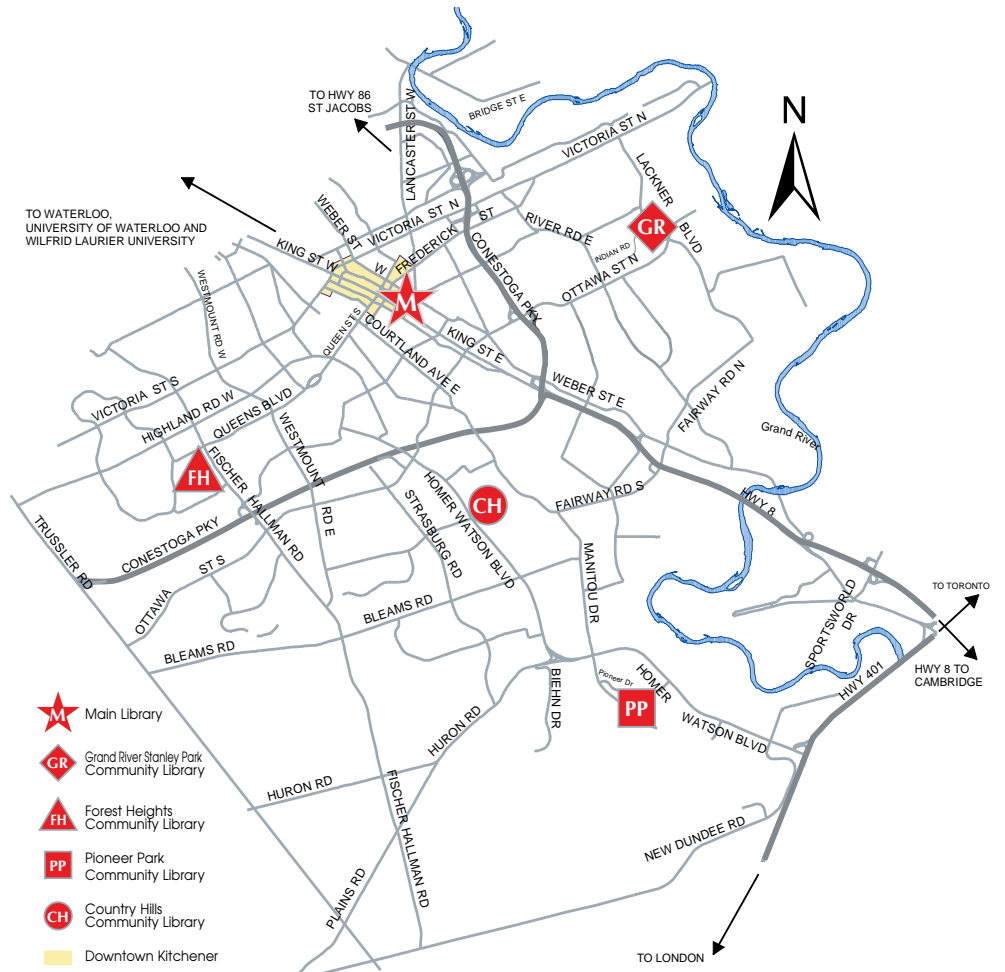 TO HWY 86
ST JACOBS
LANCASTER ST W
BRIDGE ST E
VICTORIA ST N
N
LACKNER
BLVD
GR
TO WATERLOO,
UNIVERSITY OF WATERLOO AND
WILFRID LAURIER UNIVERSITY
WEBER ST
W
VICTORIA ST N
FREDERICK
ST
RIVER RD E
INDIAN RD
OTTAWA ST N
KING ST W
CONESTOGA PKY
M
WESTMOUNT RD W
QUEEN ST S
COURTLAND AVE E
KING ST E
WEBER ST E
FAIRWAY RD N
Grand River
VICTORIA ST S
HIGHLAND RD W
QUEENS BLVD
WESTMOUNT
RD E
FH
FISCHER
HALLMAN RD
CH
FAIRWAY RD S
HWY 8
TRUSSLER RD
CONESTOGA PKY
OTTAWA
ST S
STRASBURG RD
HOMER WATSON BLVD
MANITOU DR
BLEAMS RD
BLEAMS RD
SPORTSWORLD
DR
TO TORONTO
HWY 8 TO
CAMBRIDGE
HWY 401
BIEHN DR
Pioneer Dr
HOMER
WATSON BLVD
PP
HURON RD
HURON RD
FISCHER HALLMAN RD
NEW DUNDEE RD
PLAINS RD
TO LONDON
M
Main Library
GR
Grand River Stanley Park
Community Library
FH
Forest Heights
Community Library
PP
Pioneer Park
Community Library
CH
Country Hills
Community Library
Downtown Kitchener